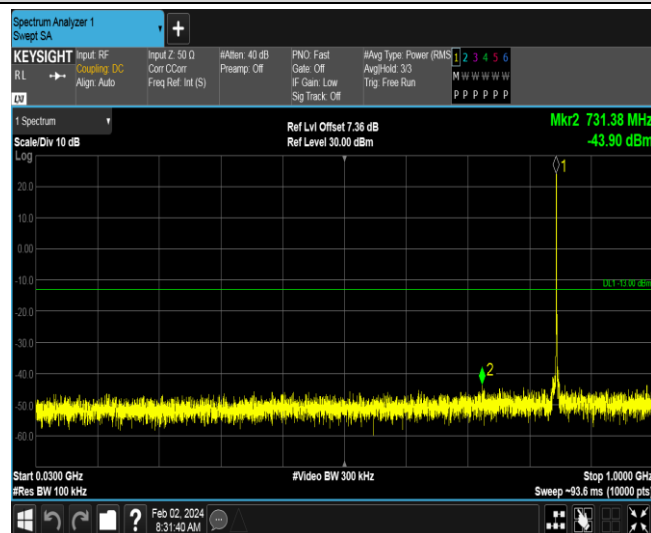 Spectrum Analyzer 1
Swept SA
+
KEYSIGHT Input: RF Input Z: 50 Ω #Atten: 40 dB PNO: Fast #Avg Type: Power (RMS 1 2 3 4 5 6
RL Coupling: DC Corr CCorr Preamp: Off Gate: Off Avg|Hold: 3/3 M W W W W W
Align: Auto Freq Ref: Int (S) IF Gain: Low Trig: Free Run
Sig Track: Off P P P P P P
LXI
1 Spectrum Ref Lvl Offset 7.36 dB Mkr2 731.38 MHz
Scale/Div 10 dB Ref Level 30.00 dBm -43.90 dBm
Log
1
20.0
10.0
0.00
-10.0
DL1 -13.00 dBm
-20.0
-30.0
-40.0
2
-50.0
-60.0
Start 0.0300 GHz #Video BW 300 kHz Stop 1.0000 GHz
#Res BW 100 kHz Sweep ~93.6 ms (10000 pts)
? Feb 02, 2024
8:31:40 AM